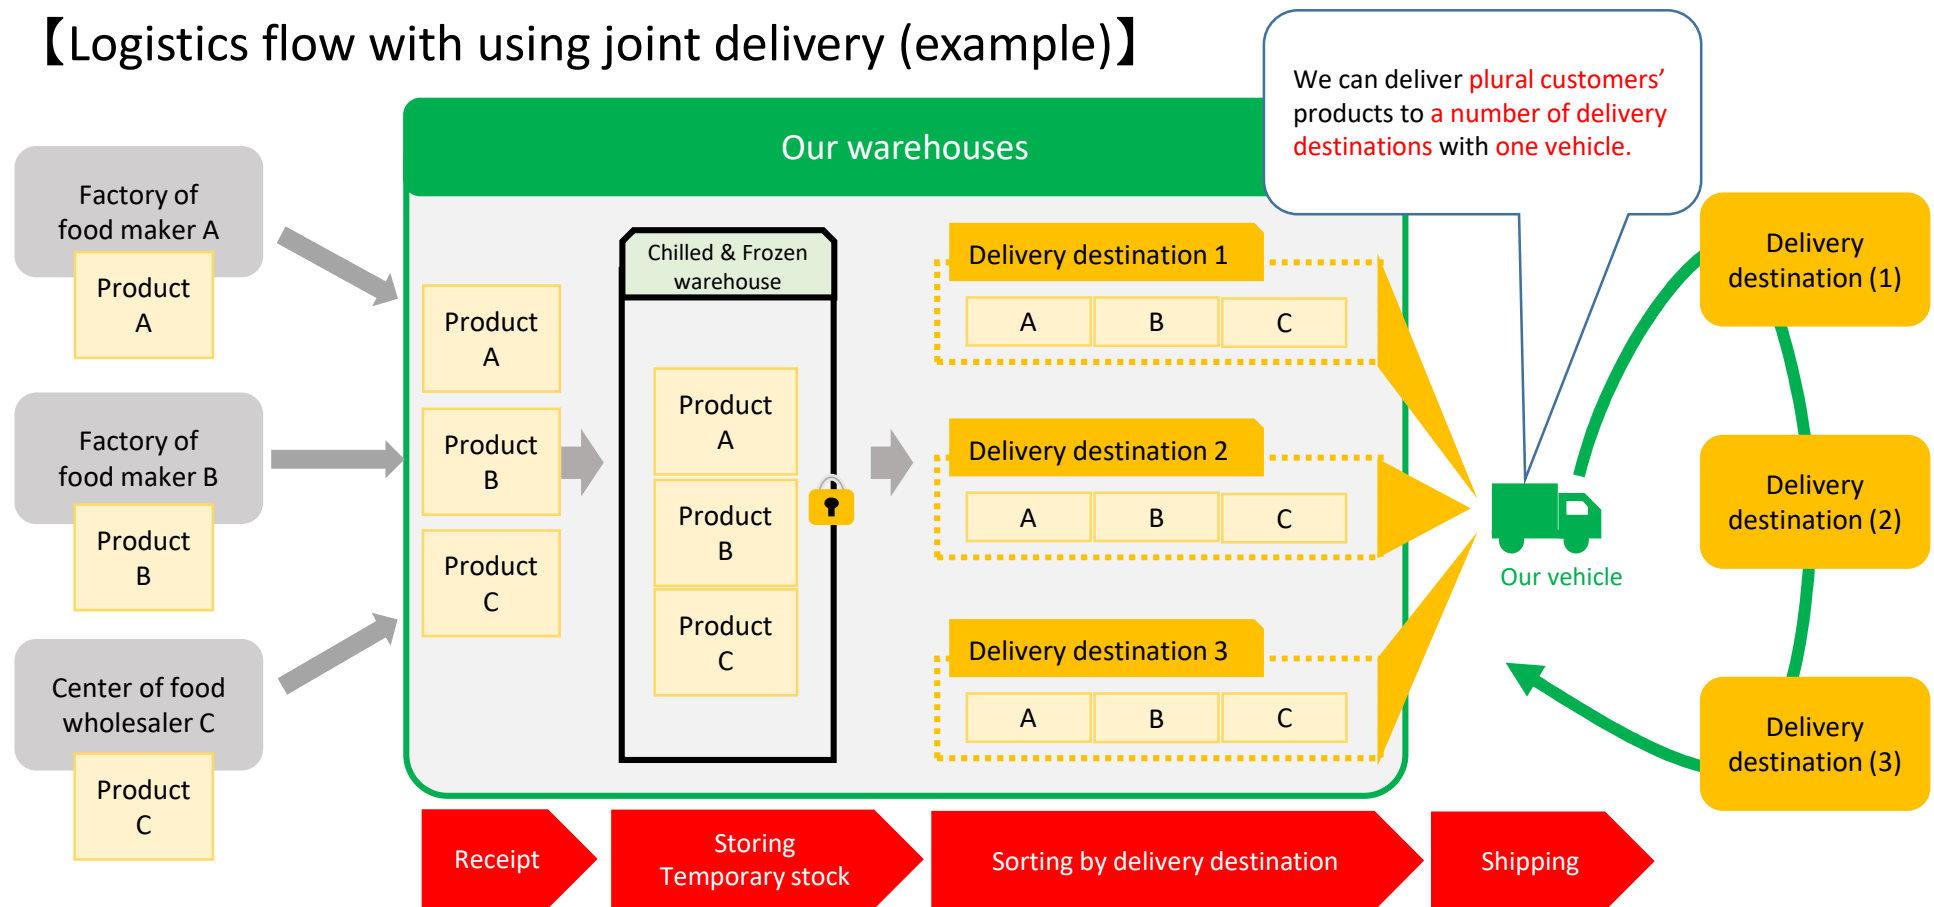 【Logistics flow with using joint delivery (example)】
We can deliver plural customers’
products to a number of delivery
destinations with one vehicle.
Our warehouses
Factory of
food maker A
Product
A
Factory of
food maker B
Product
B
Center of food
wholesaler C
Product
C
Product
A
Product
B
Product
C
Chilled & Frozen
warehouse
Product
A
Product
B
Product
C
Delivery destination 1
A B C
Delivery destination 2
A B C
Delivery destination 3
A B C
Our vehicle
Delivery
destination (1)
Delivery
destination (2)
Delivery
destination (3)
Receipt
Storing
Temporary stock
Sorting by delivery destination
Shipping